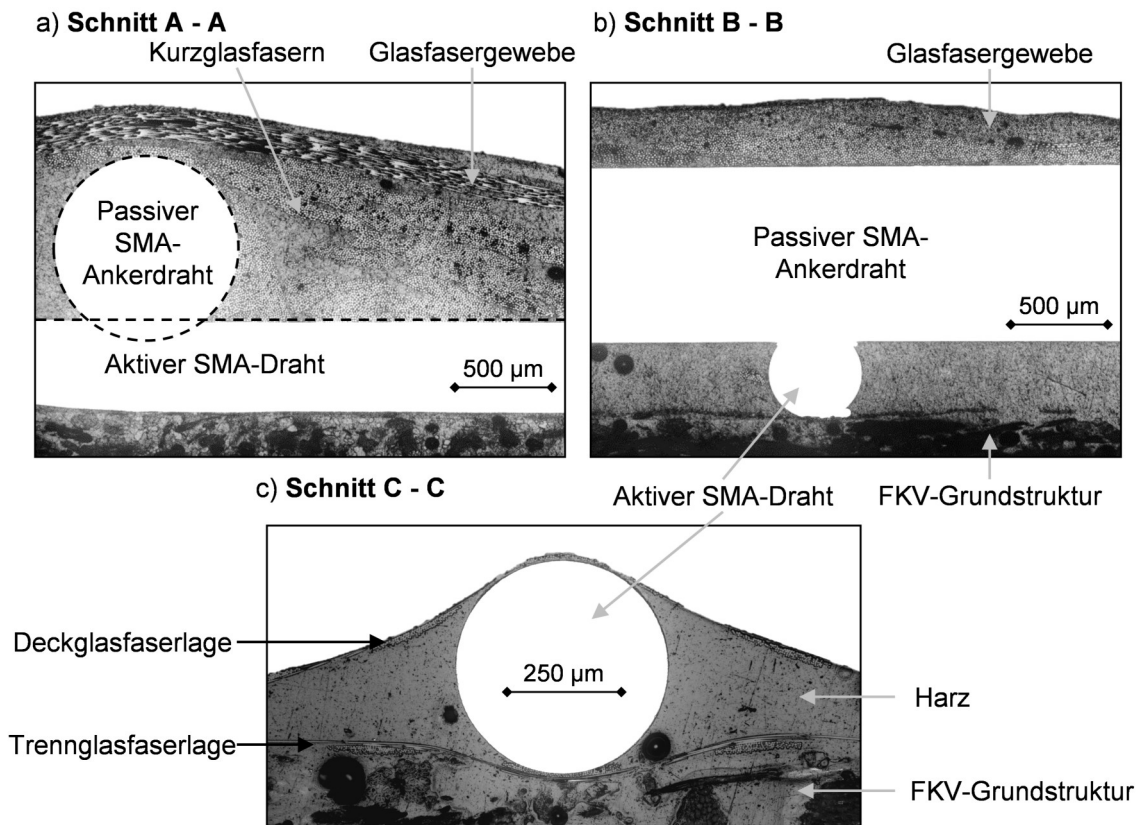 a) Schnitt A - A
Kurzglasfasern
Glasfasergewebe
Passiver
SMA-
Ankerdraht
Aktiver SMA-Draht
500 µm
b) Schnitt B - B
Glasfasergewebe
Passiver SMA-
Ankerdraht
500 µm
c) Schnitt C - C
Aktiver SMA-Draht
FKV-Grundstruktur
Deckglasfaserlage
250 µm
Harz
Trennglasfaserlage
FKV-Grundstruktur